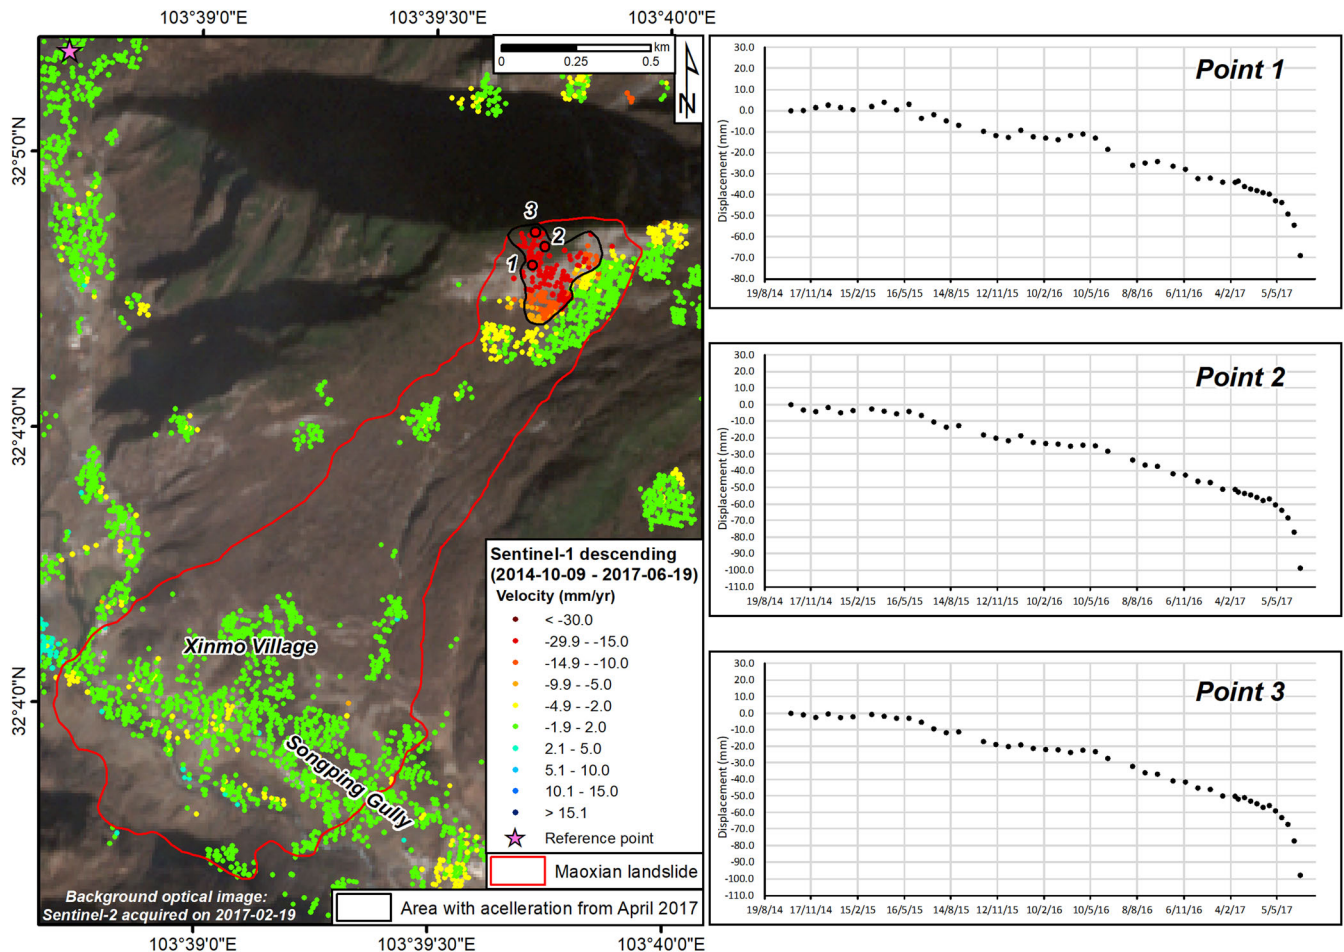 103°39'0"E 103°39'30"E 103°40'0"E
km
0 0.25 0.5
N
32°5'0"N
32°4'30"N
32°4'0"N
3
2
1
Xinmo Village
Songping Gully
Sentinel-1 descending
(2014-10-09 - 2017-06-19)
Velocity (mm/yr)
< -30.0
-29.9 - -15.0
-14.9 - -10.0
-9.9 - -5.0
-4.9 - -2.0
-1.9 - 2.0
2.1 - 5.0
5.1 - 10.0
10.1 - 15.0
> 15.1
Reference point
Maoxian landslide
Area with acelleration from April 2017
Background optical image:
Sentinel-2 acquired on 2017-02-19
103°39'0"E 103°39'30"E 103°40'0"E
Point 1
Displacement (mm)
30.0
20.0
10.0
0.0
-10.0
-20.0
-30.0
-40.0
-50.0
-60.0
-70.0
-80.0
19/8/14 17/11/14 15/2/15 16/5/15 14/8/15 12/11/15 10/2/16 10/5/16 8/8/16 6/11/16 4/2/17 5/5/17
Point 2
Displacement (mm)
30.0
20.0
10.0
0.0
-10.0
-20.0
-30.0
-40.0
-50.0
-60.0
-70.0
-80.0
-90.0
-100.0
-110.0
19/8/14 17/11/14 15/2/15 16/5/15 14/8/15 12/11/15 10/2/16 10/5/16 8/8/16 6/11/16 4/2/17 5/5/17
Point 3
Displacement (mm)
30.0
20.0
10.0
0.0
-10.0
-20.0
-30.0
-40.0
-50.0
-60.0
-70.0
-80.0
-90.0
-100.0
-110.0
19/8/14 17/11/14 15/2/15 16/5/15 14/8/15 12/11/15 10/2/16 10/5/16 8/8/16 6/11/16 4/2/17 5/5/17